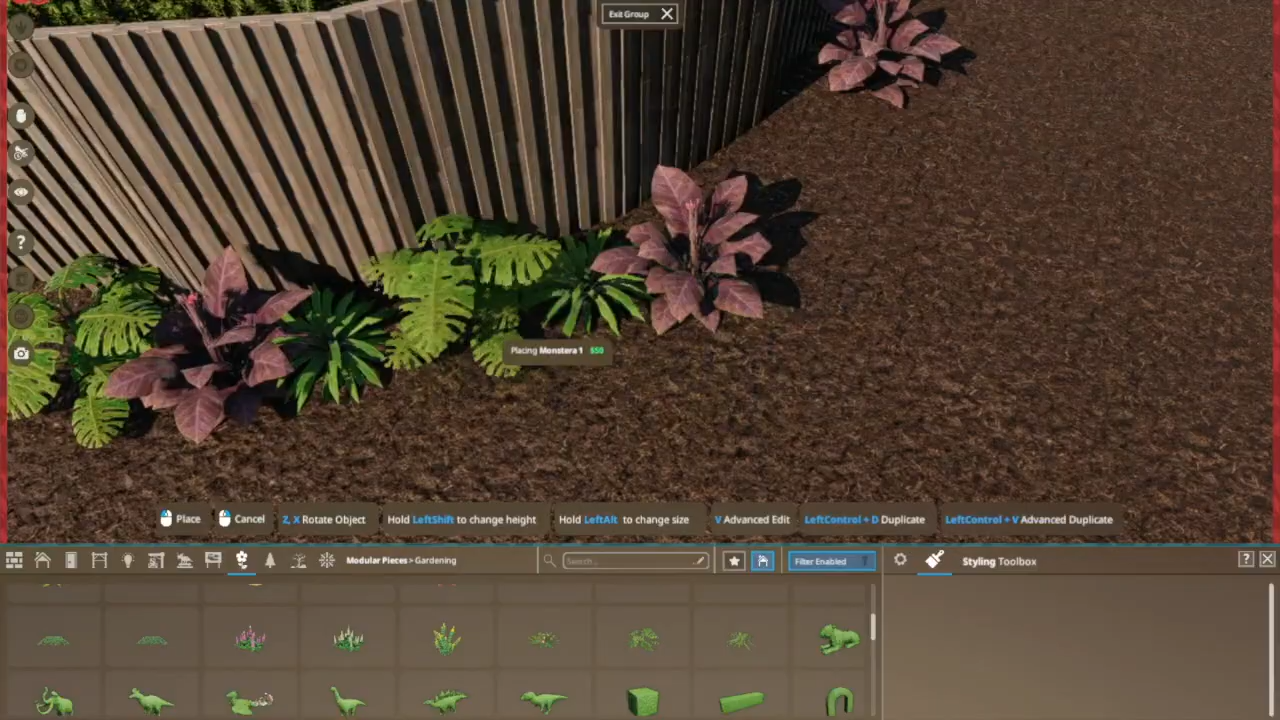 Exit Group
?
Placing Monstera 1 $50
Place
Cancel
Z, X Rotate Object
Hold LeftShift to change height
Hold LeftAlt to change size
V Advanced Edit
LeftControl + D Duplicate
LeftControl + V Advanced Duplicate
Modular Pieces > Gardening
Search...
Filter Enabled
Styling Toolbox
?